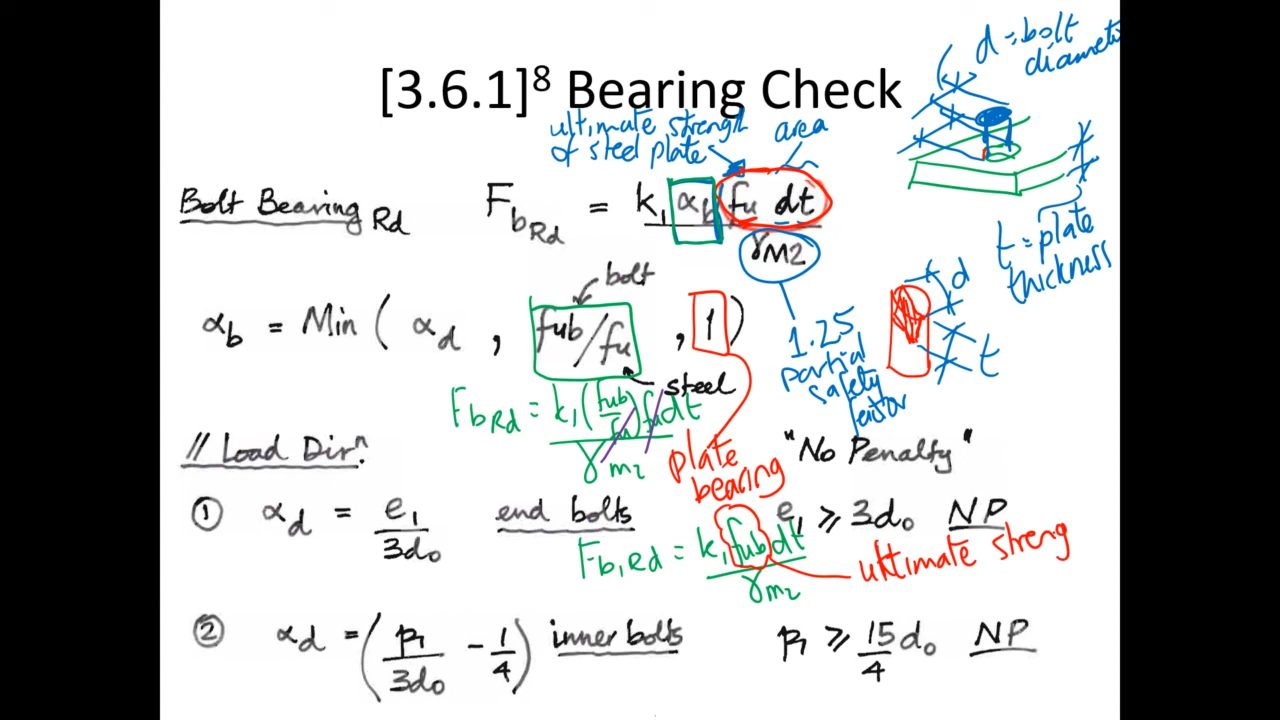 [3.6.1]⁸ Bearing Check
d = bolt
diamet
ultimate strength
of steel plate
area
Bolt Bearing Rd
F_bRd = k₁ α_b fu dt / γM2
t = plate
thickness
d
t
bolt
α_b = Min ( α_d , fub/fu , 1 )
steel
1.25
partial
safety
factor
F_bRd = k₁ (fub/fu) fu dt / γm2
// Load Dirⁿ.
plate
bearing
"No Penalty"
① α_d = e₁/3d₀ end bolts e₁ ≥ 3d₀ NP
F_b,Rd = k₁ fub dt / γm2
ultimate streng
② α_d = (p₁/3d₀ - 1/4) inner bolts p₁ ≥ 15/4 d₀ NP